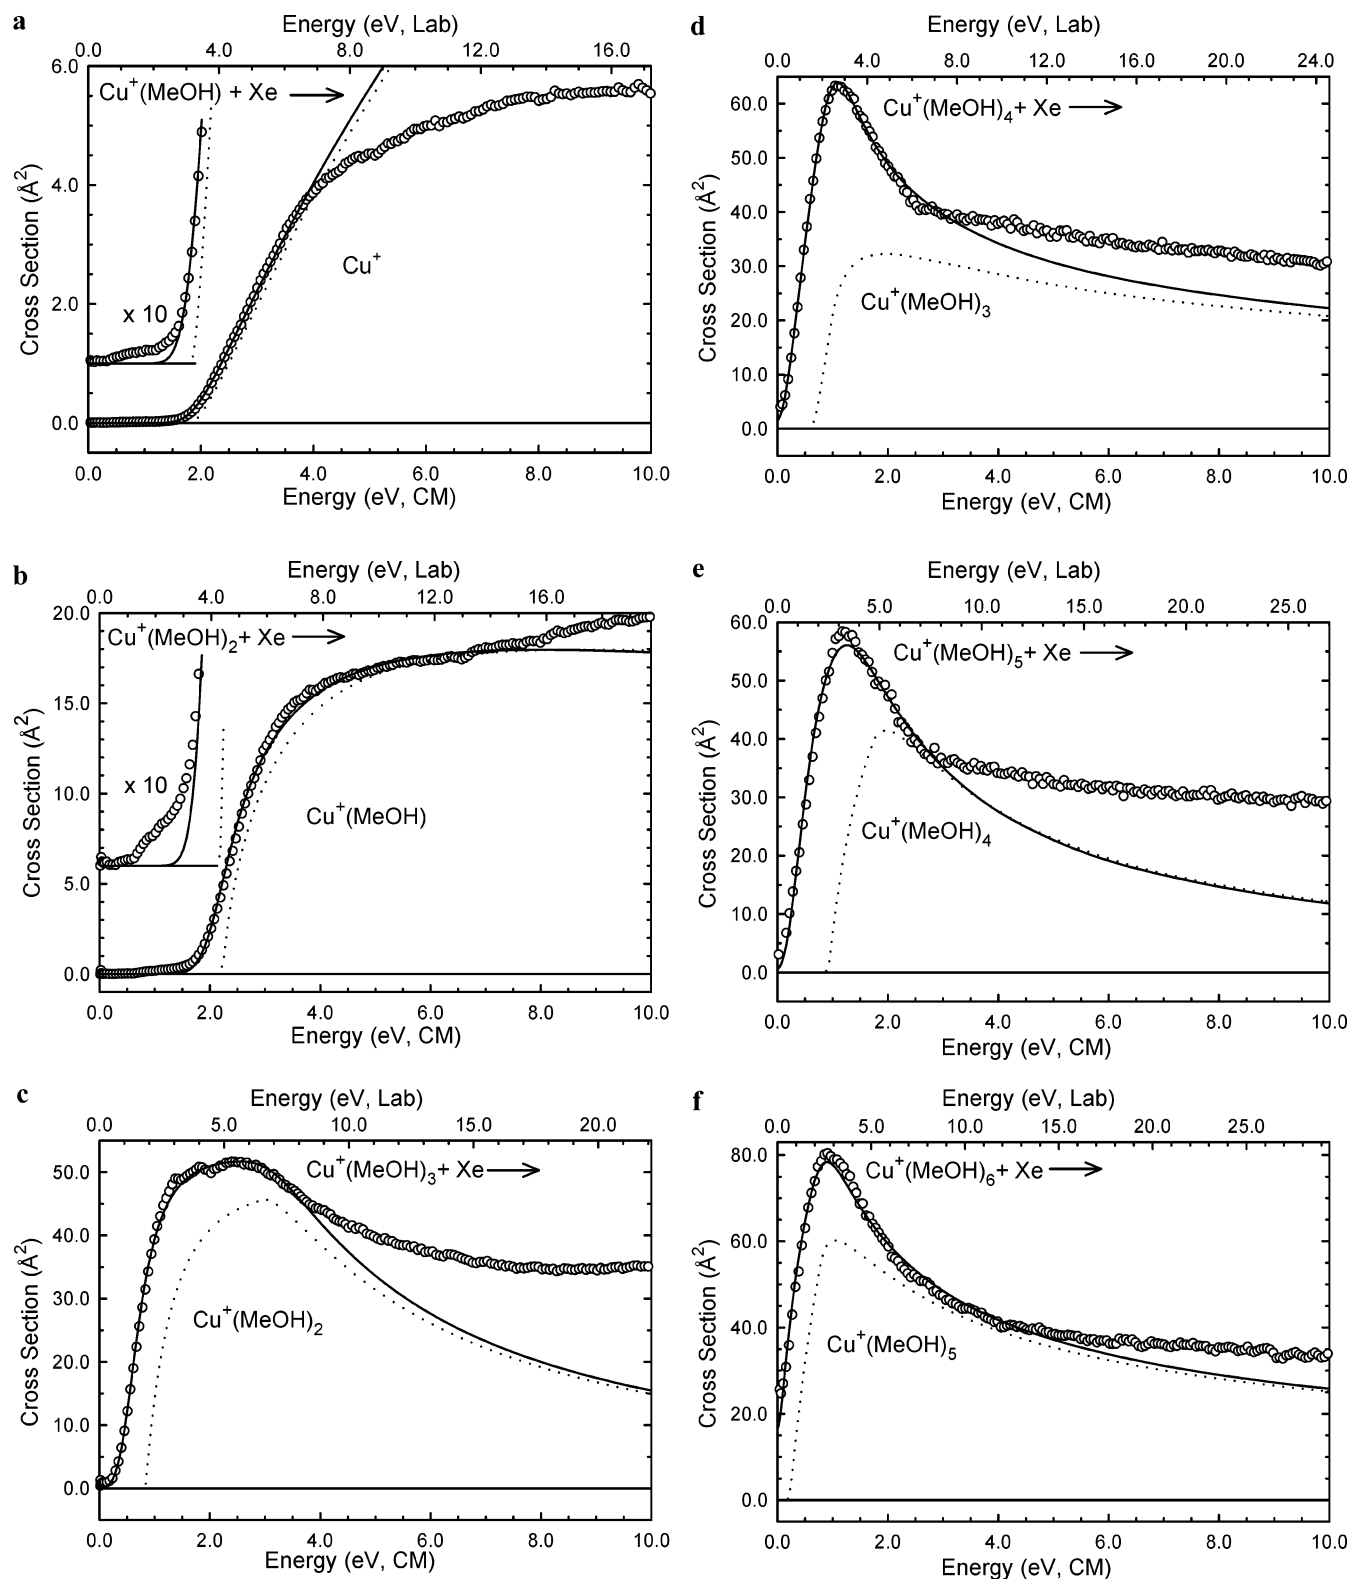 a
Energy (eV, Lab)
0.0 4.0 8.0 12.0 16.0
Cu⁺(MeOH) + Xe
6.0
4.0
2.0
0.0
Cross Section (Å²)
x 10
Cu⁺
0.0 2.0 4.0 6.0 8.0 10.0
Energy (eV, CM)
b
Energy (eV, Lab)
0.0 4.0 8.0 12.0 16.0
Cu⁺(MeOH)₂+ Xe
20.0
15.0
10.0
5.0
0.0
Cross Section (Å²)
x 10
Cu⁺(MeOH)
0.0 2.0 4.0 6.0 8.0 10.0
Energy (eV, CM)
c
Energy (eV, Lab)
0.0 5.0 10.0 15.0 20.0
Cu⁺(MeOH)₃+ Xe
50.0
40.0
30.0
20.0
10.0
0.0
Cross Section (Å²)
Cu⁺(MeOH)₂
0.0 2.0 4.0 6.0 8.0 10.0
Energy (eV, CM)
d
Energy (eV, Lab)
0.0 4.0 8.0 12.0 16.0 20.0 24.0
Cu⁺(MeOH)₄+ Xe
60.0
50.0
40.0
30.0
20.0
10.0
0.0
Cross Section (Å²)
Cu⁺(MeOH)₃
0.0 2.0 4.0 6.0 8.0 10.0
Energy (eV, CM)
e
Energy (eV, Lab)
0.0 5.0 10.0 15.0 20.0 25.0
Cu⁺(MeOH)₅+ Xe
60.0
50.0
40.0
30.0
20.0
10.0
0.0
Cross Section (Å²)
Cu⁺(MeOH)₄
0.0 2.0 4.0 6.0 8.0 10.0
Energy (eV, CM)
f
Energy (eV, Lab)
0.0 5.0 10.0 15.0 20.0 25.0
Cu⁺(MeOH)₆+ Xe
80.0
60.0
40.0
20.0
0.0
Cross Section (Å²)
Cu⁺(MeOH)₅
0.0 2.0 4.0 6.0 8.0 10.0
Energy (eV, CM)